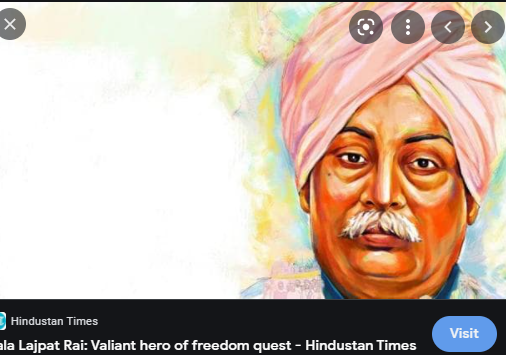 Hindustan Times
ala Lajpat Rai: Valiant hero of freedom quest - Hindustan Times
Visit